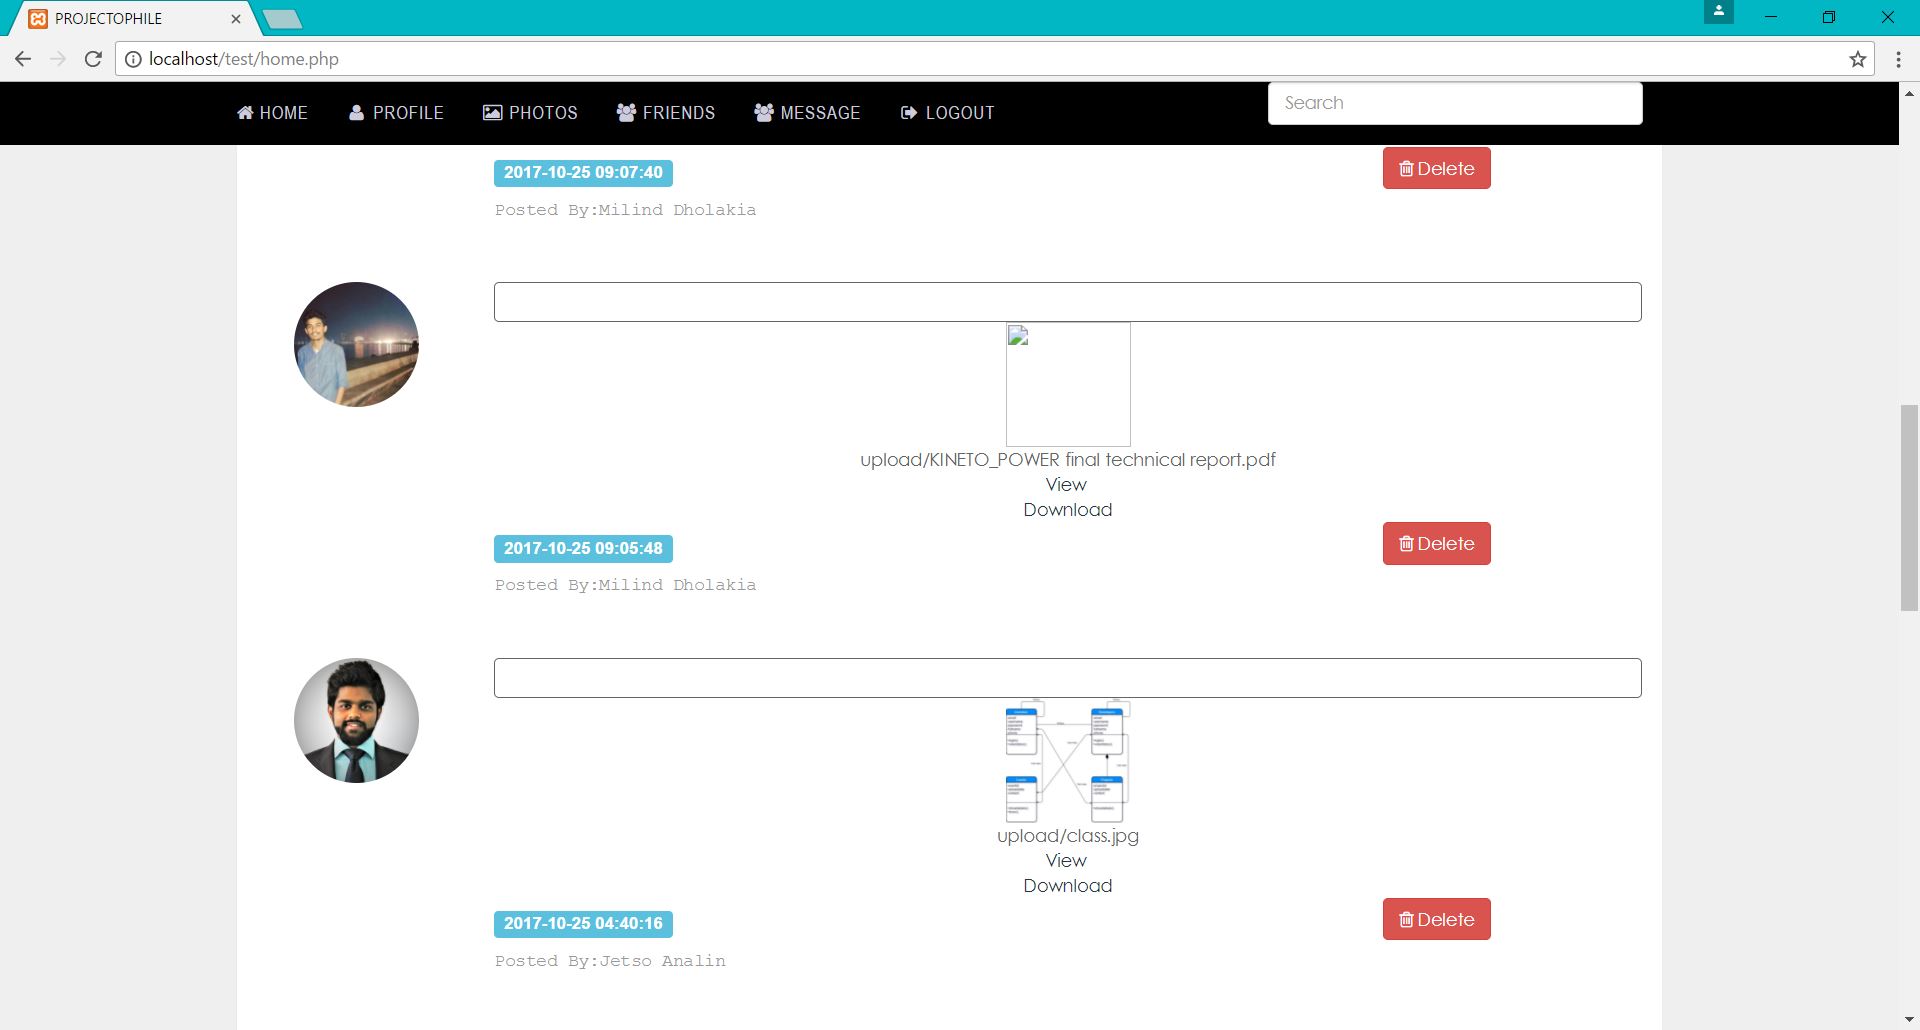 PROJECTOPHILE
localhost/test/home.php
HOME PROFILE PHOTOS FRIENDS MESSAGE LOGOUT Search
2017-10-25 09:07:40 Delete
Posted By:Milind Dholakia
upload/KINETO_POWER final technical report.pdf
View
Download
2017-10-25 09:05:48 Delete
Posted By:Milind Dholakia
upload/class.jpg
View
Download
2017-10-25 04:40:16 Delete
Posted By:Jetso Analin